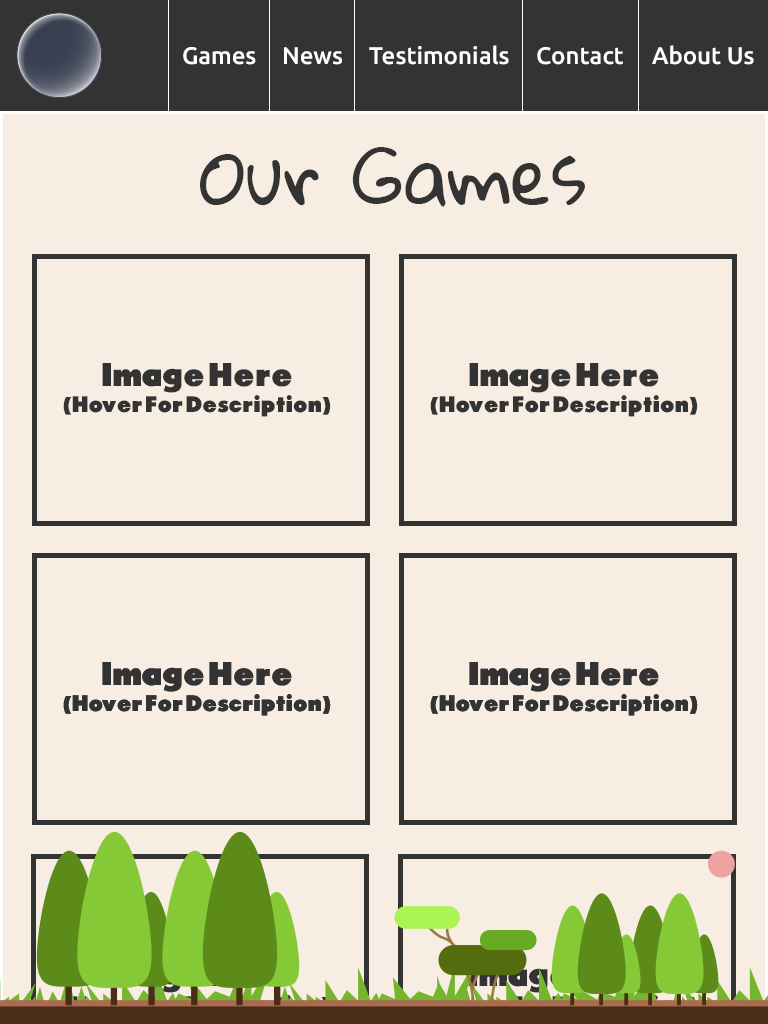 Games News Testimonials Contact About Us
Our Games
Image Here Image Here
(Hover For Description) (Hover For Description)
Image Here Image Here
(Hover For Description) (Hover For Description)